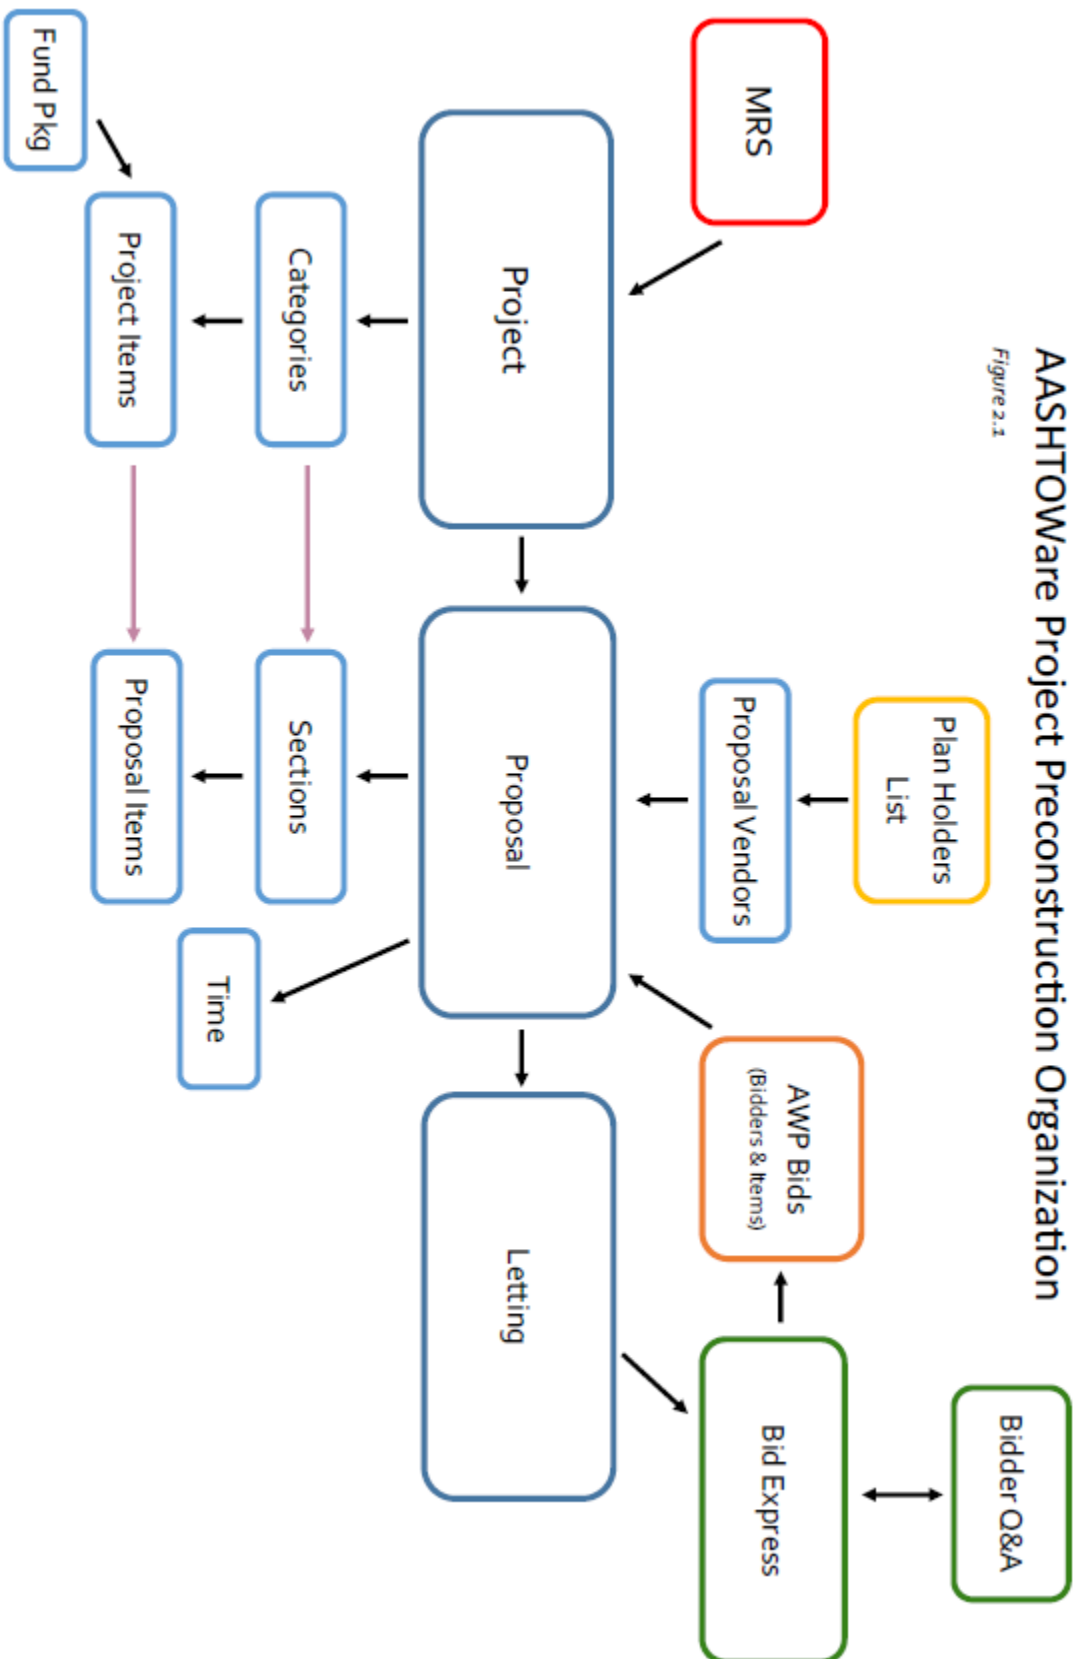 AASHTOWare Project Preconstruction Organization
Figure 2.1
Bidder Q&A
Plan Holders
List
MRS
Proposal Vendors
AWP Bids
(Bidders & Items)
Bid Express
Project
Proposal
Letting
Categories
Sections
Time
Project Items
Proposal Items
Fund Pkg